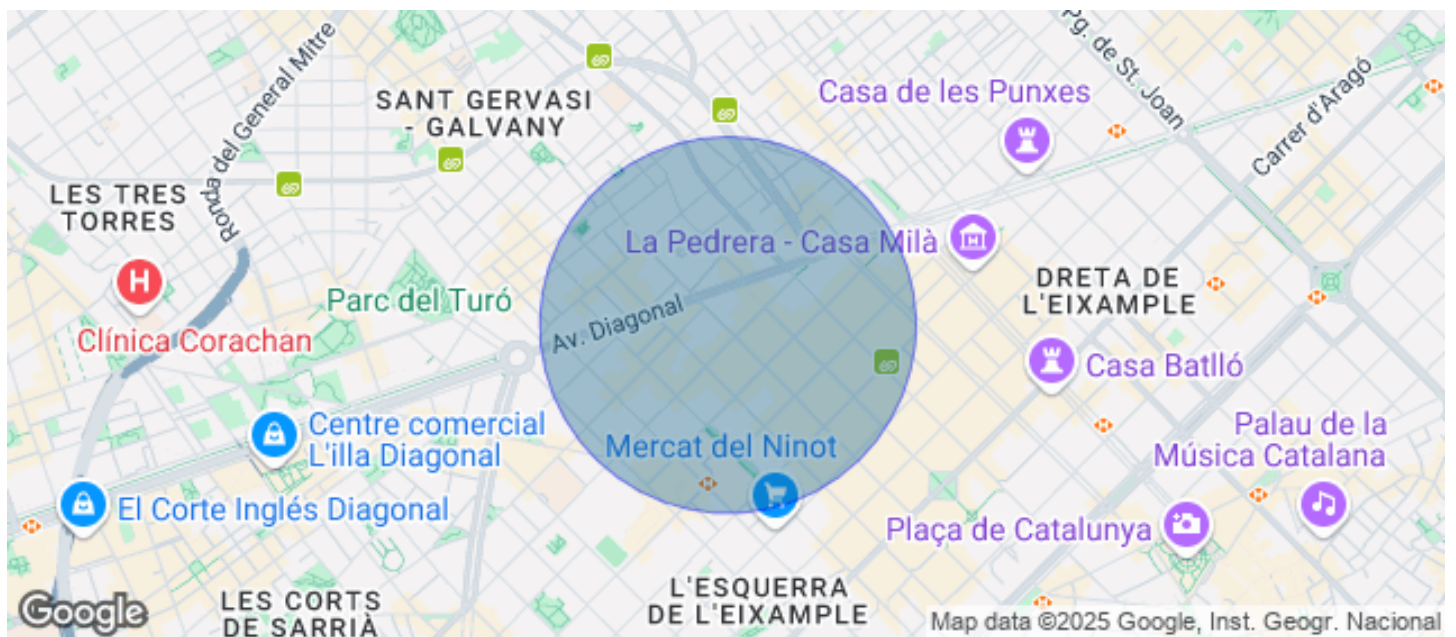 Ronda del General Mitre
SANT GERVASI
- GALVANY
Casa de les Punxes
Pg. de St. Joan
Carrer d'Aragó
LES TRES
TORRES
La Pedrera - Casa Milà
DRETA DE
L'EIXAMPLE
Parc del Turó
Av. Diagonal
H
Clínica Corachan
Casa Batlló
Centre comercial
L'illa Diagonal
Mercat del Ninot
Palau de la
Música Catalana
El Corte Inglés Diagonal
Plaça de Catalunya
L'ESQUERRA
DE L'EIXAMPLE
LES CORTS
DE SARRIÀ
Google
Map data ©2025 Google, Inst. Geogr. Nacional